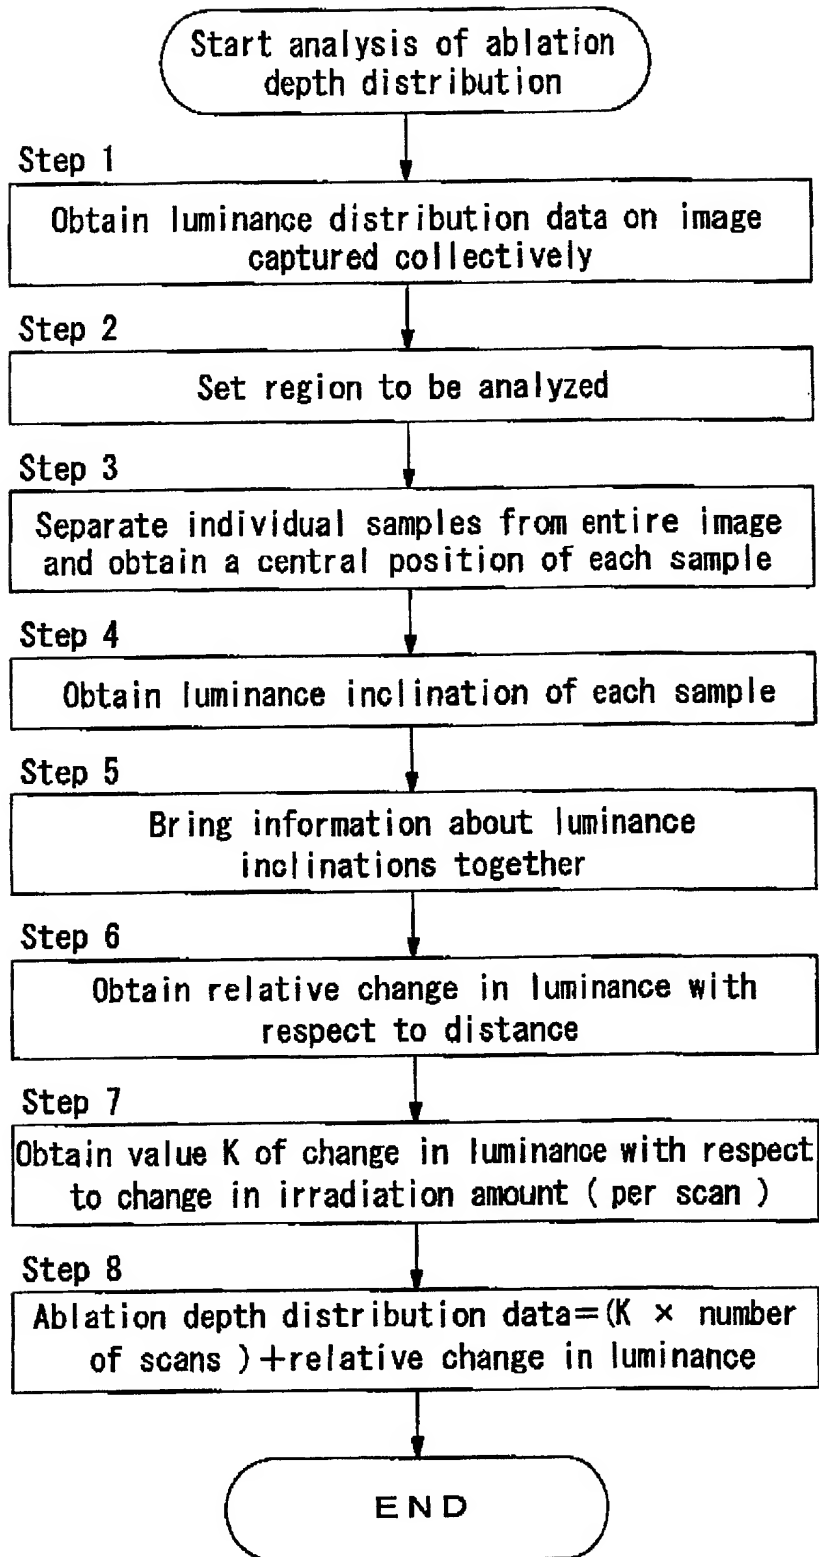 Start analysis of ablation
depth distribution
Step 1
Obtain luminance distribution data on image
captured collectively
Step 2
Set region to be analyzed
Step 3
Separate individual samples from entire image
and obtain a central position of each sample
Step 4
Obtain luminance inclination of each sample
Step 5
Bring information about luminance
inclinations together
Step 6
Obtain relative change in luminance with
respect to distance
Step 7
Obtain value K of change in luminance with respect
to change in irradiation amount ( per scan )
Step 8
Ablation depth distribution data=(K × number
of scans )+relative change in luminance
END